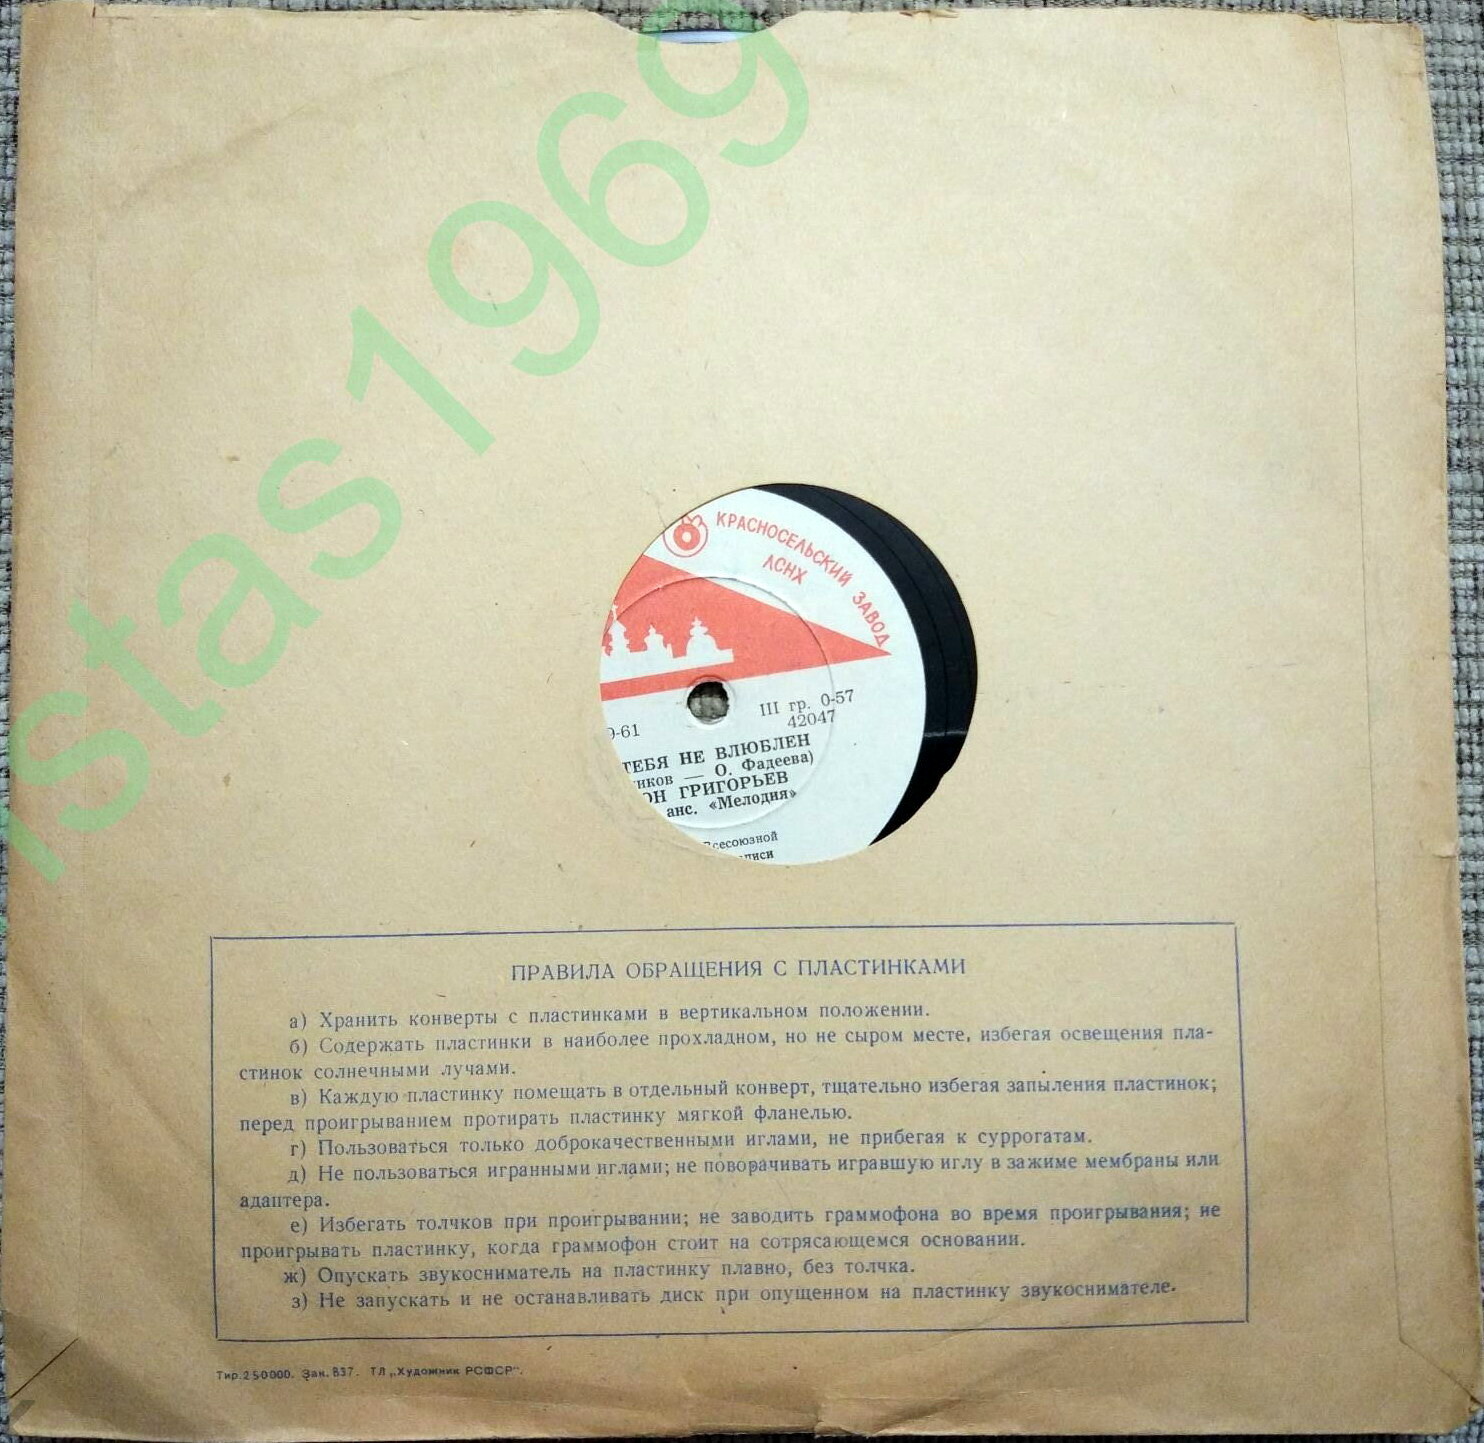 stas1969
КРАСНОСЕЛЬСКИЙ ЗАВОД
ЛСНХ
9-61
III гр. 0-57
42047
ТЕБЯ НЕ ВЛЮБЛЕН
— О. Фадеева)
ГРИГОРЬЕВ
анс. «Мелодия»
Всесоюзной
ПРАВИЛА ОБРАЩЕНИЯ С ПЛАСТИНКАМИ
а) Хранить конверты с пластинками в вертикальном положении.
б) Содержать пластинки в наиболее прохладном, но не сыром месте, избегая освещения пла-
стинок солнечными лучами.
в) Каждую пластинку помещать в отдельный конверт, тщательно избегая запыления пластинок;
перед проигрыванием протирать пластинку мягкой фланелью.
г) Пользоваться только доброкачественными иглами, не прибегая к суррогатам.
д) Не пользоваться игранными иглами; не поворачивать игравшую иглу в зажиме мембраны или
адаптера.
е) Избегать толчков при проигрывании; не заводить граммофона во время проигрывания; не
проигрывать пластинку, когда граммофон стоит на сотрясающемся основании.
ж) Опускать звукосниматель на пластинку плавно, без толчка.
з) Не запускать и не останавливать диск при опущенном на пластинку звукоснимателе.
Тир. 250000. Зак. 837. ТЛ „Художник РСФСР".